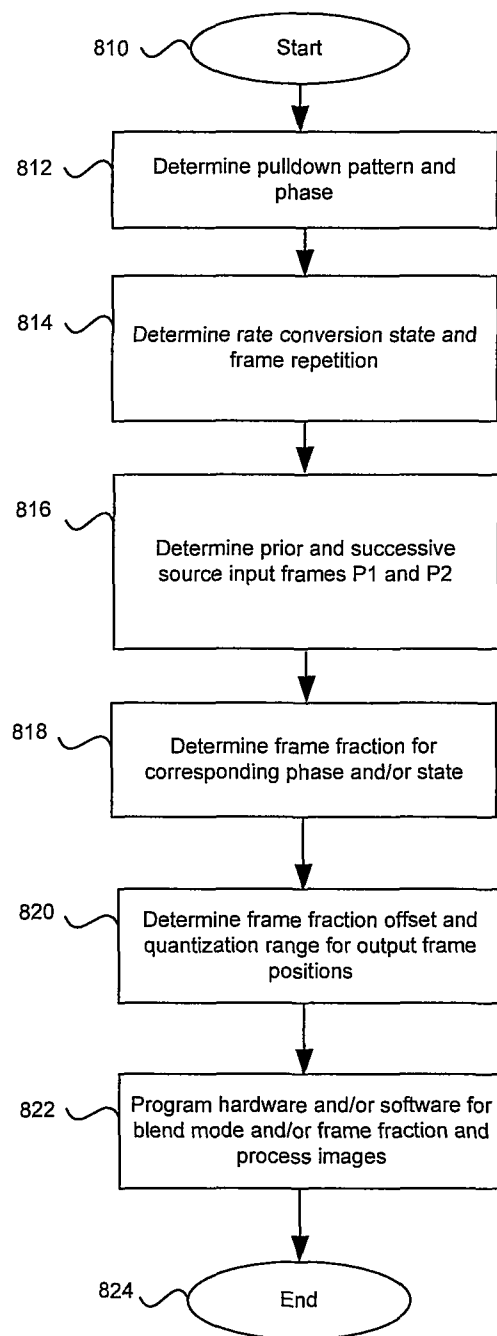 810
Start
812
Determine pulldown pattern and
phase
814
Determine rate conversion state and
frame repetition
816
Determine prior and successive
source input frames P1 and P2
818
Determine frame fraction for
corresponding phase and/or state
820
Determine frame fraction offset and
quantization range for output frame
positions
822
Program hardware and/or software for
blend mode and/or frame fraction and
process images
824
End